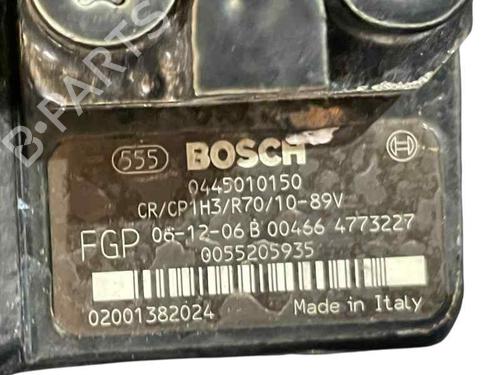 B-PARTS
555 BOSCH
0445010150
CR/CP1H3/R70/10-89V
FGP 06-12-06 B 00466 4773227
0055205935
02001382024 Made in Italy